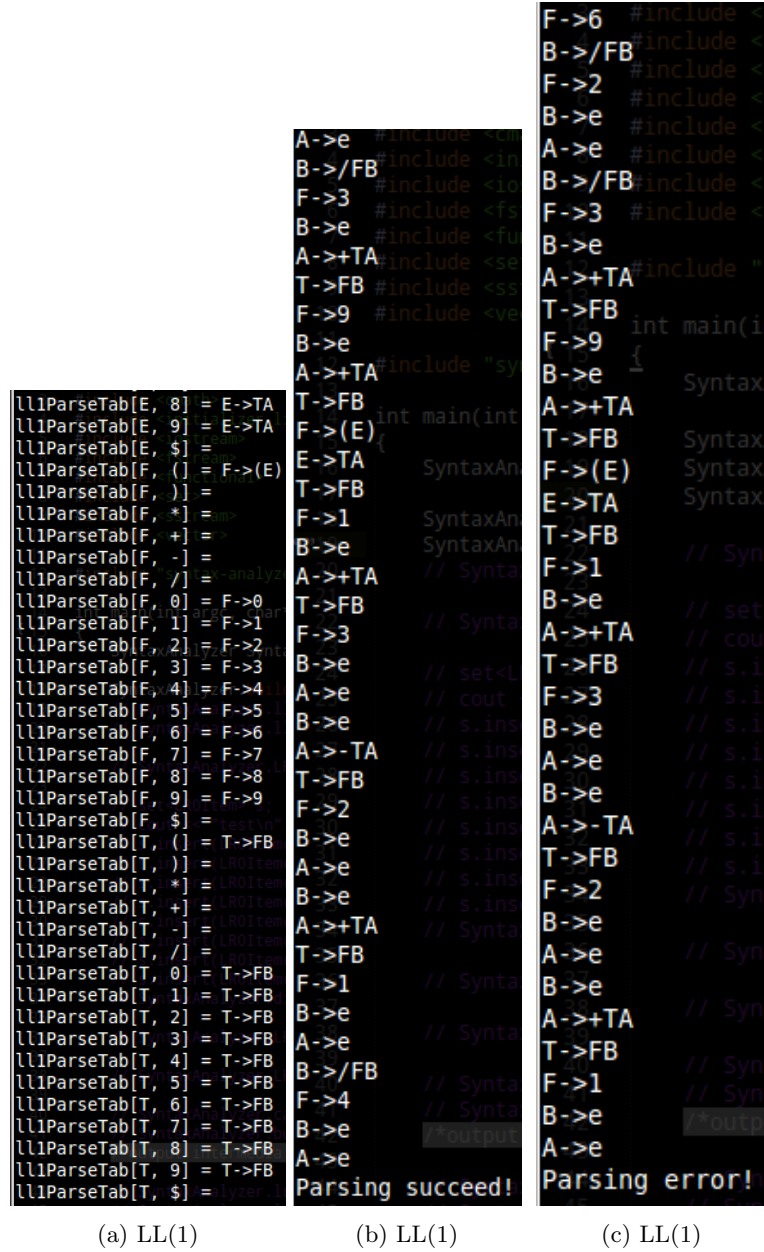 ll1ParseTab[E, 8] = E->TA
ll1ParseTab[E, 9] = E->TA
ll1ParseTab[E, $] =
ll1ParseTab[F, (] = F->(E)
ll1ParseTab[F, )] =
ll1ParseTab[F, *] =
ll1ParseTab[F, +] =
ll1ParseTab[F, -] =
ll1ParseTab[F, /] =
ll1ParseTab[F, 0] = F->0
ll1ParseTab[F, 1] = F->1
ll1ParseTab[F, 2] = F->2
ll1ParseTab[F, 3] = F->3
ll1ParseTab[F, 4] = F->4
ll1ParseTab[F, 5] = F->5
ll1ParseTab[F, 6] = F->6
ll1ParseTab[F, 7] = F->7
ll1ParseTab[F, 8] = F->8
ll1ParseTab[F, 9] = F->9
ll1ParseTab[F, $] =
ll1ParseTab[T, (] = T->FB
ll1ParseTab[T, )] =
ll1ParseTab[T, *] =
ll1ParseTab[T, +] =
ll1ParseTab[T, -] =
ll1ParseTab[T, /] =
ll1ParseTab[T, 0] = T->FB
ll1ParseTab[T, 1] = T->FB
ll1ParseTab[T, 2] = T->FB
ll1ParseTab[T, 3] = T->FB
ll1ParseTab[T, 4] = T->FB
ll1ParseTab[T, 5] = T->FB
ll1ParseTab[T, 6] = T->FB
ll1ParseTab[T, 7] = T->FB
ll1ParseTab[T, 8] = T->FB
ll1ParseTab[T, 9] = T->FB
ll1ParseTab[T, $] =
(a) LL(1)
A->e
B->/FB
F->3
B->e
A->+TA
T->FB
F->9
B->e
A->+TA
T->FB
F->(E)
E->TA
T->FB
F->1
B->e
A->+TA
T->FB
F->3
B->e
A->e
B->e
A->-TA
T->FB
F->2
B->e
A->e
B->e
A->+TA
T->FB
F->1
B->e
A->e
B->/FB
F->4
B->e
A->e
Parsing succeed!
(b) LL(1)
F->6
B->/FB
F->2
B->e
A->e
B->/FB
F->3
B->e
A->+TA
T->FB
F->9
B->e
A->+TA
T->FB
F->(E)
E->TA
T->FB
F->1
B->e
A->+TA
T->FB
F->3
B->e
A->e
B->e
A->-TA
T->FB
F->2
B->e
A->e
B->e
A->+TA
T->FB
F->1
B->e
A->e
Parsing error!
(c) LL(1)